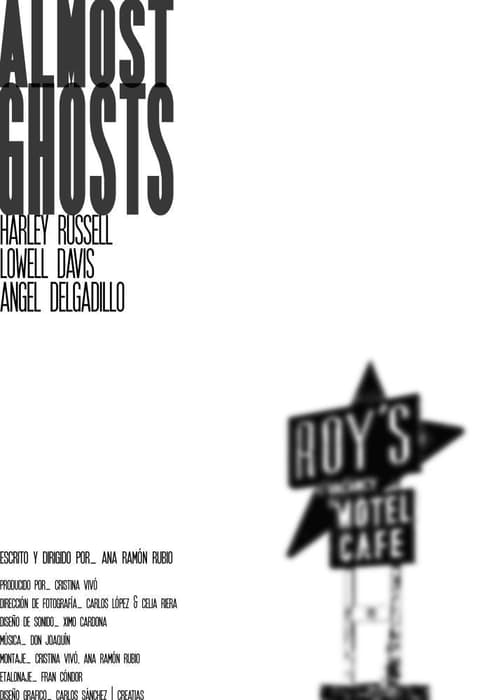 ALMOST
GHOSTS
HARLEY RUSSELL
LOWELL DAVIS
ANGEL DELGADILLO
ROY'S
MOTEL
CAFE
ESCRITO Y DIRIGIDO POR_ ANA RAMÓN RUBIO
PRODUCIDO POR_ CRISTINA VIVÓ
DIRECCIÓN DE FOTOGRAFÍA_ CARLOS LÓPEZ & CELIA RIERA
DISEÑO DE SONIDO_ XIMO CARDONA
MÚSICA_ DON JOAQUÍN
MONTAJE_ CRISTINA VIVÓ, ANA RAMÓN RUBIO
ETALONAJE_ FRAN CÓNDOR
DISEÑO GRAFICO_ CARLOS SÁNCHEZ | CREATIAS